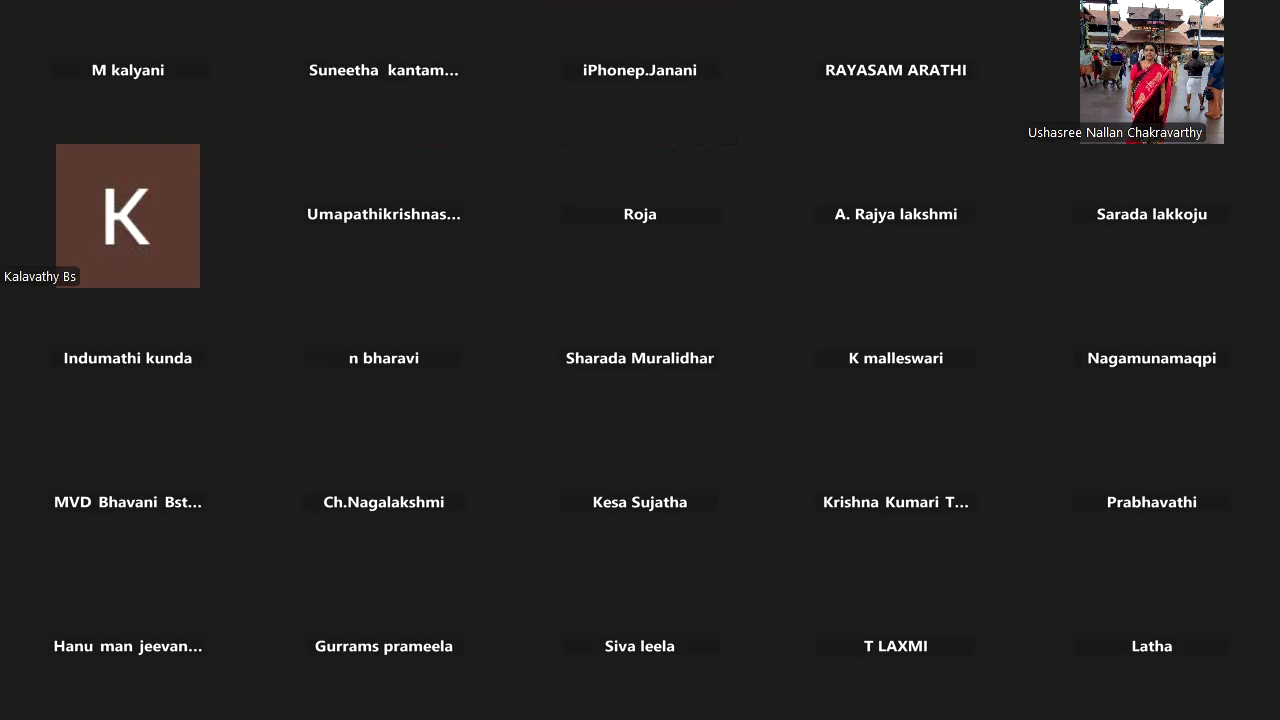 M kalyani
Suneetha kantam...
iPhonep.Janani
RAYASAM ARATHI
Ushasree Nallan Chakravarthy
K
Kalavathy Bs
Umapathikrishnas...
Roja
A. Rajya lakshmi
Sarada lakkoju
Indumathi kunda
n bharavi
Sharada Muralidhar
K malleswari
Nagamunamaqpi
MVD Bhavani Bst...
Ch.Nagalakshmi
Kesa Sujatha
Krishna Kumari T...
Prabhavathi
Hanu man jeevan...
Gurrams prameela
Siva leela
T LAXMI
Latha